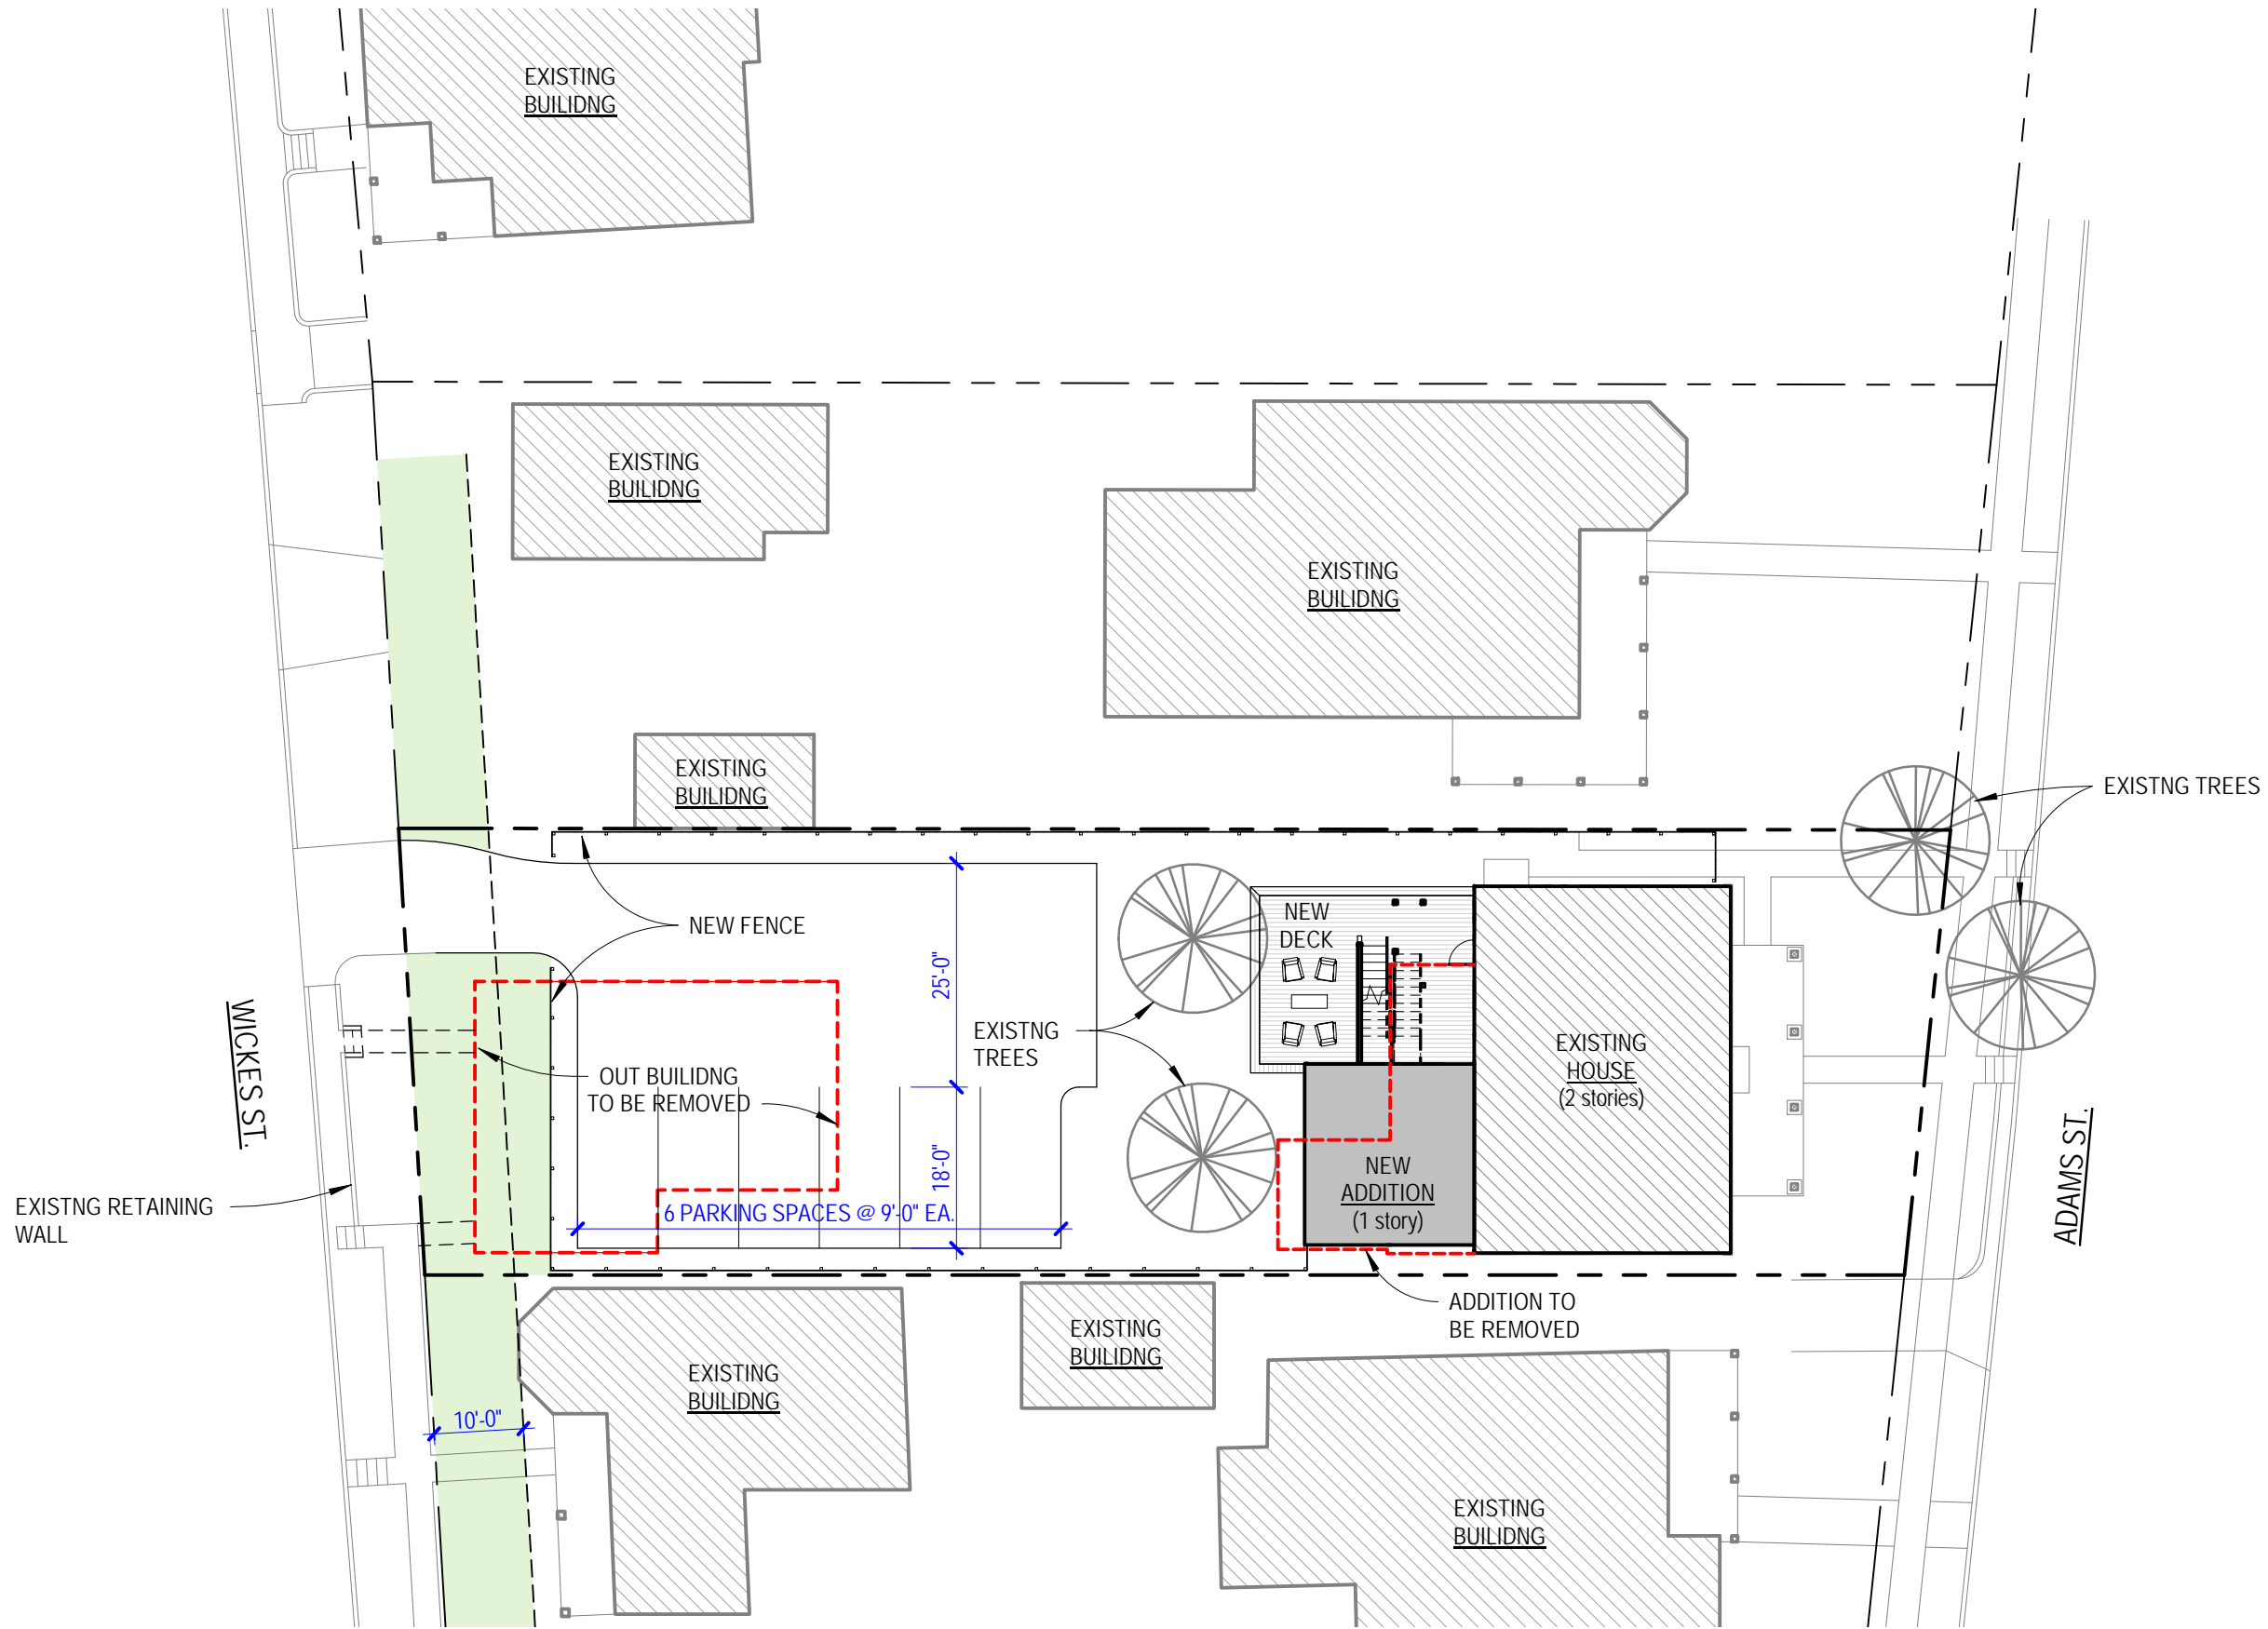 EXISTING
BUILIDNG
EXISTING
BUILIDNG
EXISTING
BUILIDNG
EXISTING
BUILIDNG
EXISTNG TREES
NEW FENCE
NEW
DECK
25'-0"
EXISTNG
TREES
WICKES ST.
OUT BUILIDNG
TO BE REMOVED
EXISTING
HOUSE
(2 stories)
ADAMS ST.
18'-0"
NEW
ADDITION
(1 story)
EXISTNG RETAINING
WALL
6 PARKING SPACES @ 9'-0" EA.
ADDITION TO
BE REMOVED
EXISTING
BUILIDNG
EXISTING
BUILIDNG
10'-0"
EXISTING
BUILIDNG